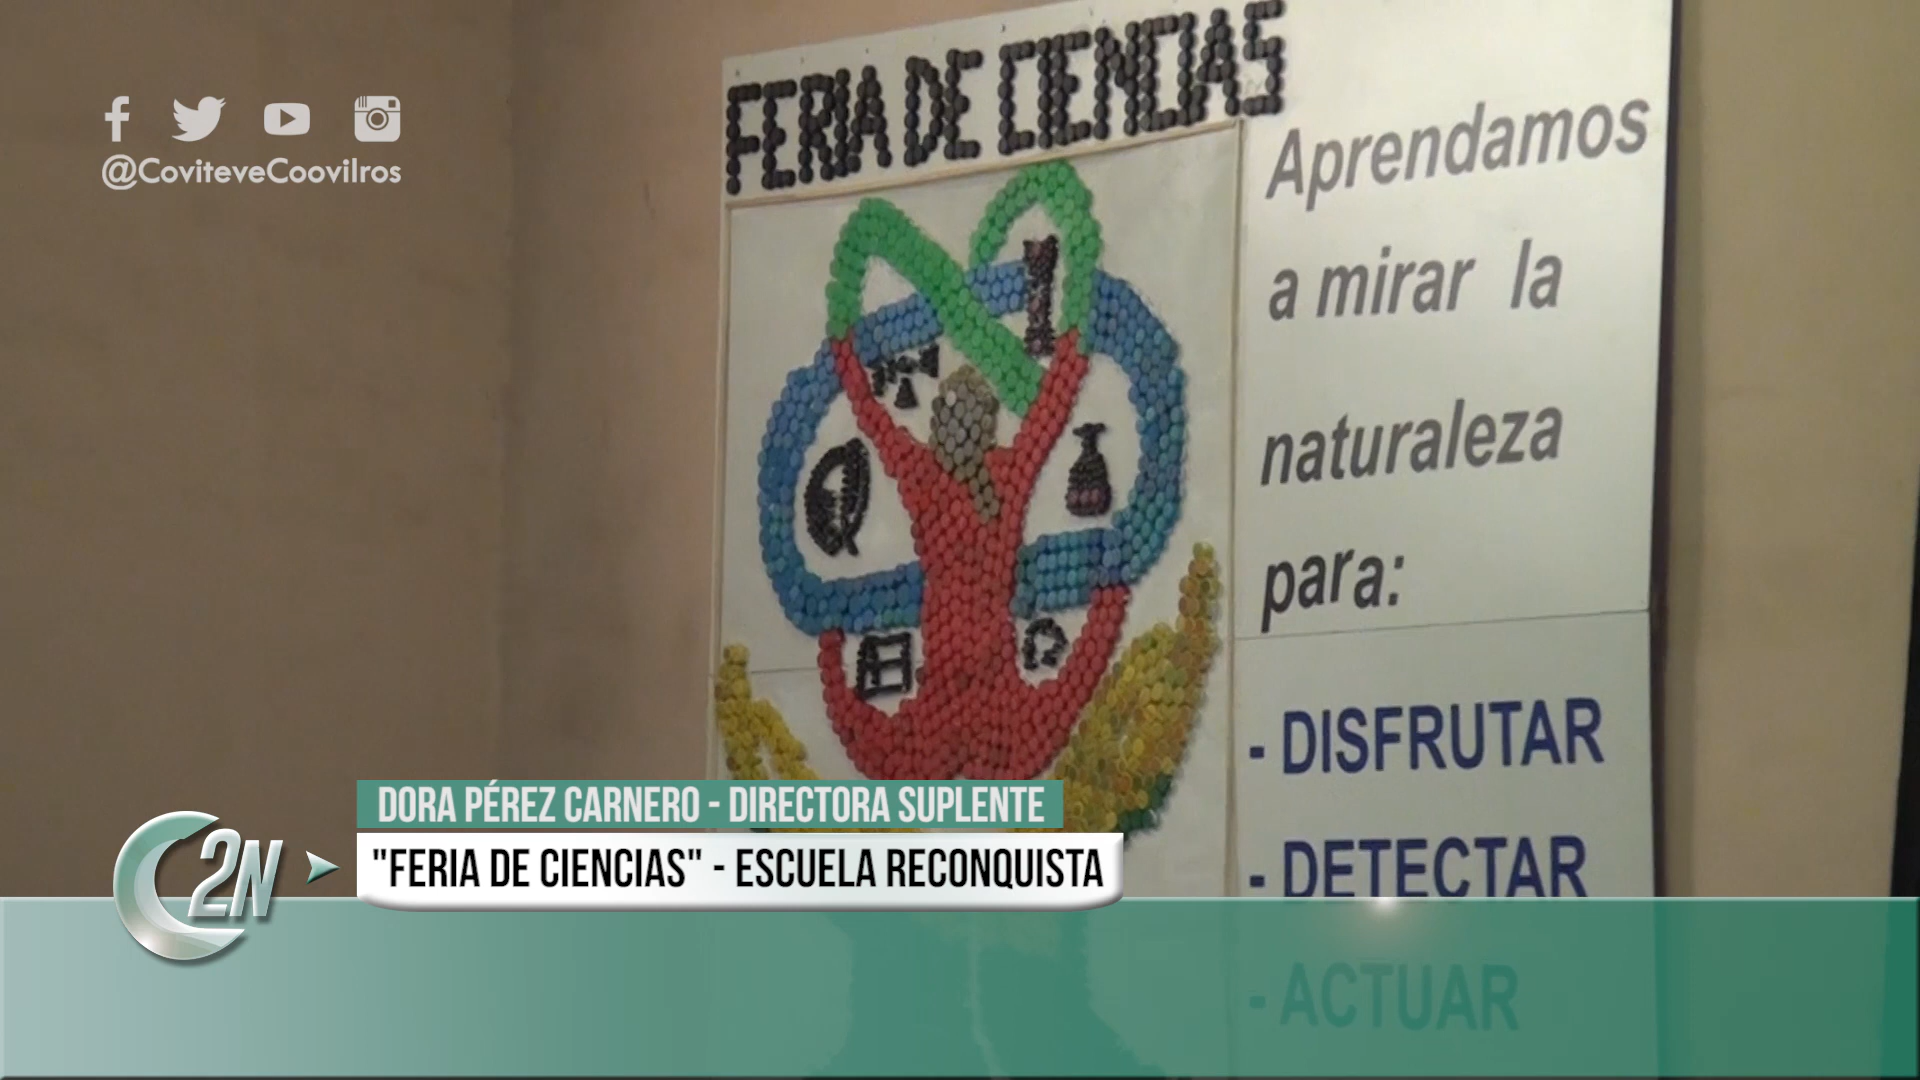 @CoviteveCoovilros
FERIA DE CIENCIAS
Aprendamos
a mirar la
naturaleza
para:
- DISFRUTAR
- DETECTAR
- ACTUAR
DORA PÉREZ CARNERO - DIRECTORA SUPLENTE
"FERIA DE CIENCIAS" - ESCUELA RECONQUISTA
C2N